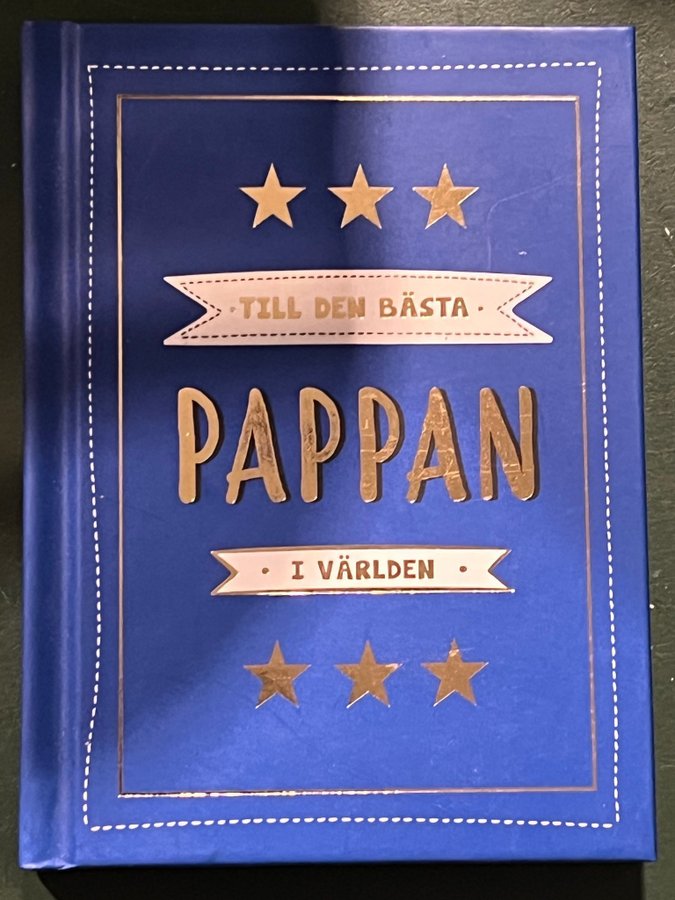 ·TILL DEN BÄSTA·
PAPPAN
· I VÄRLDEN ·